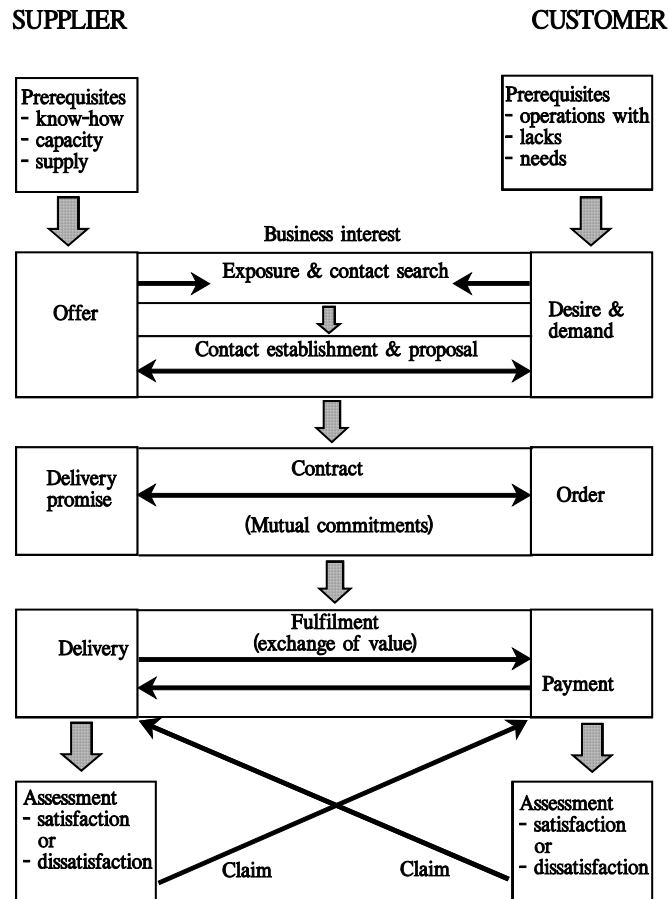 SUPPLIER
CUSTOMER
Prerequisites
- know-how
- capacity
- supply
Prerequisites
- operations with
- lacks
- needs
Business interest
Offer
Exposure & contact search
Contact establishment & proposal
Desire &
demand
Delivery
promise
Contract
(Mutual commitments)
Order
Delivery
Fulfilment
(exchange of value)
Payment
Assessment
- satisfaction
or
- dissatisfaction
Claim
Claim
Assessment
- satisfaction
or
- dissatisfaction